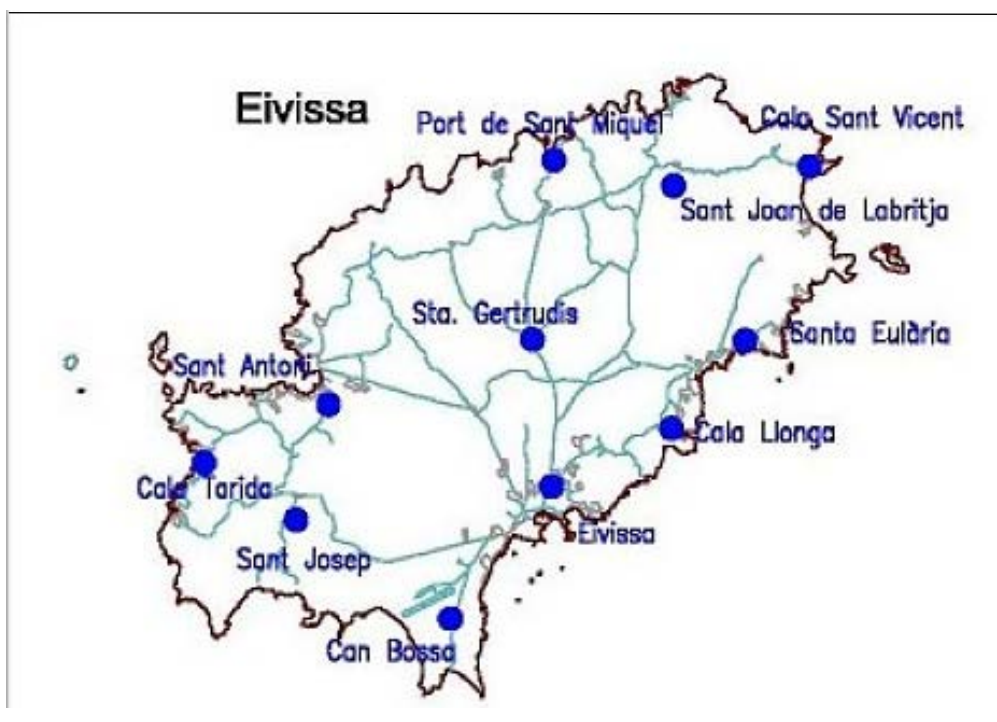 Eivissa
Port de Sant Miquel
Cala Sant Vicent
Sant Joan de Labritja
Sta. Gertrudis
Santa Eulària
Sant Antoni
Cala Llonga
Cala Tarida
Eivissa
Sant Josep
Can Bossa